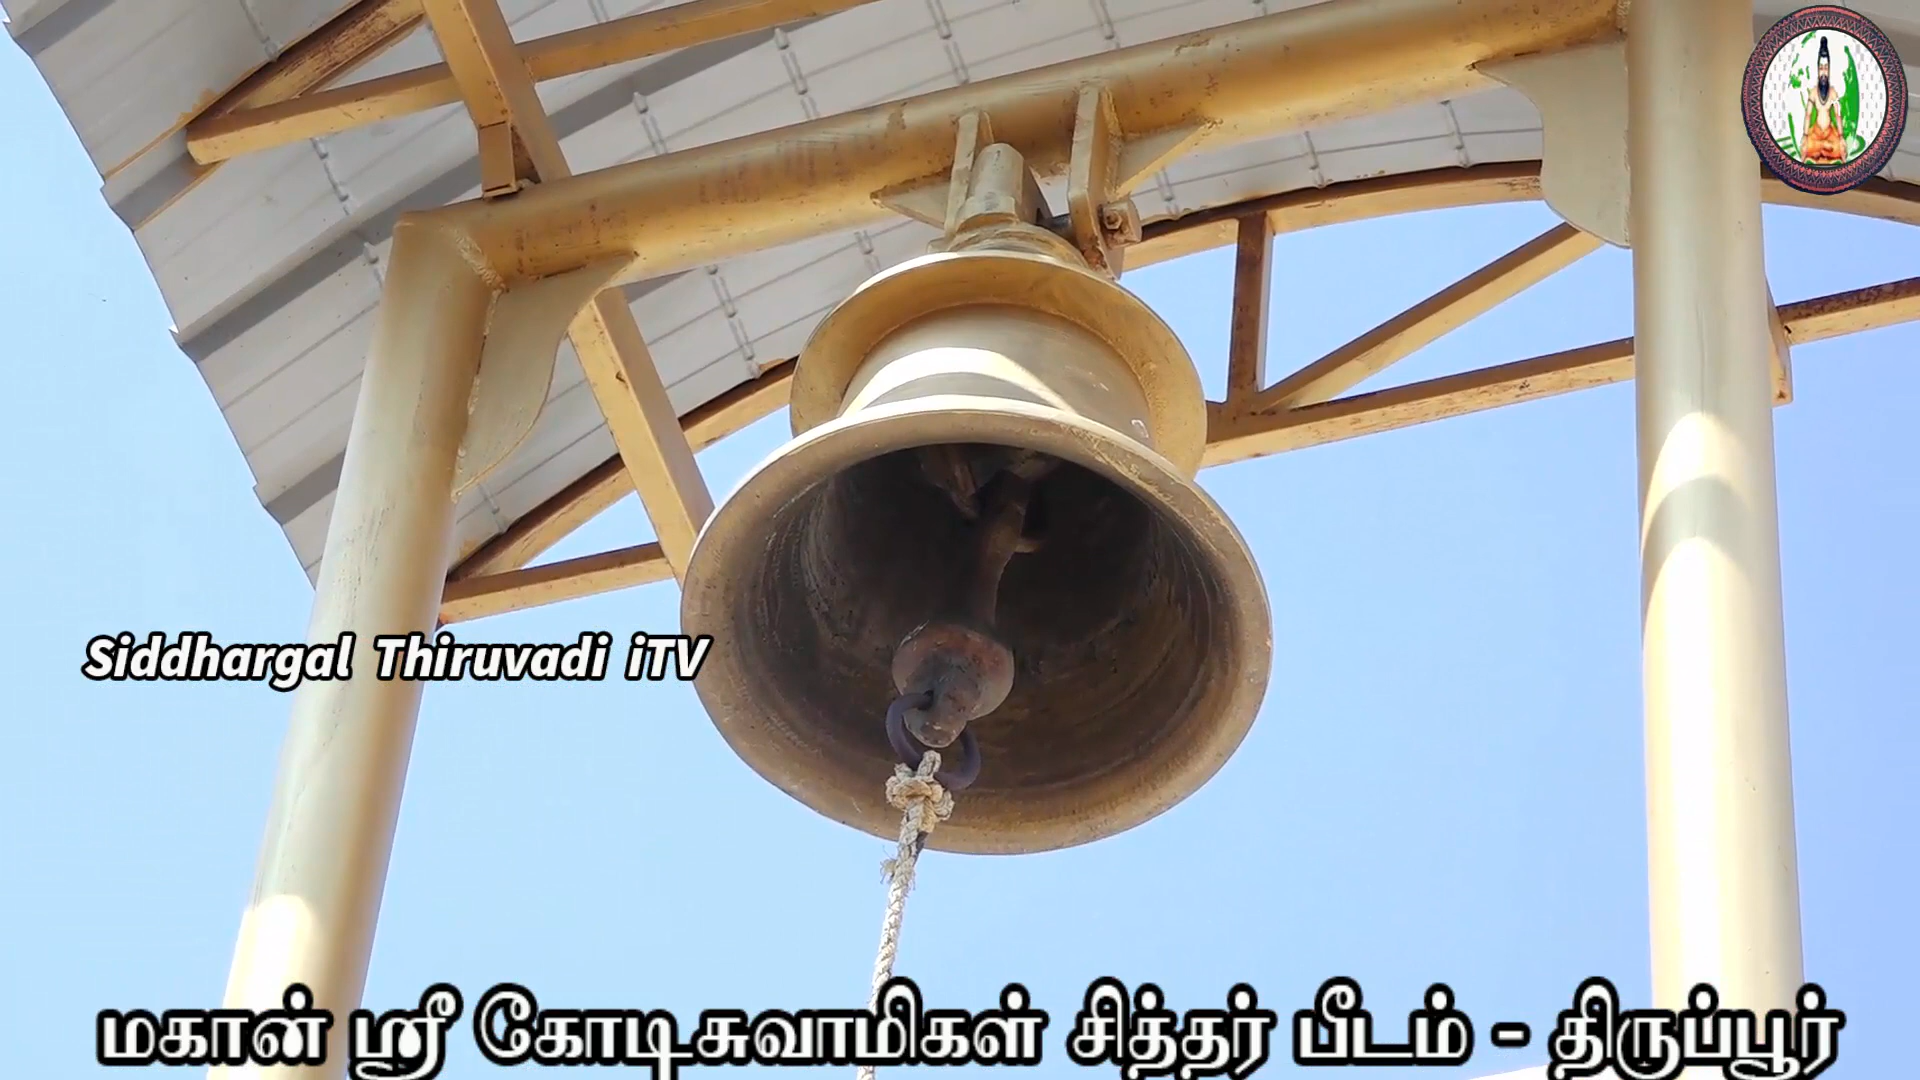 Siddhargal Thiruvadi iTV
மகான் ஸ்ரீ கோடிசுவாமிகள் சித்தர் பீடம் - திருப்பூர்